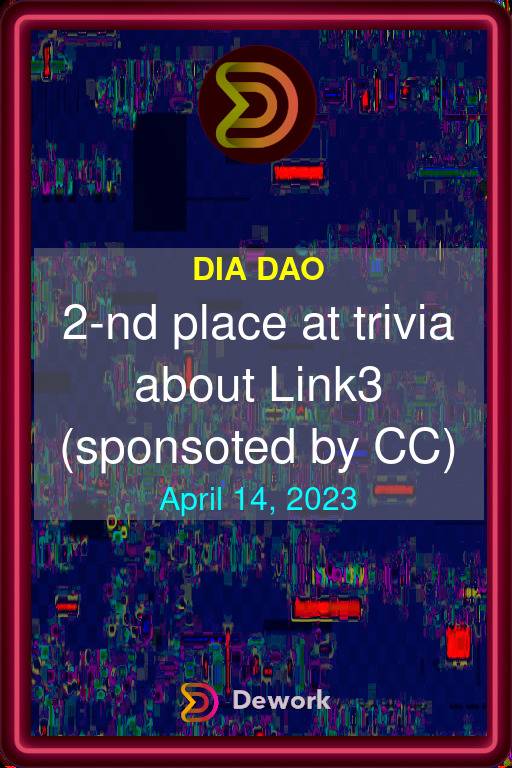 DIA DAO
2-nd place at trivia
about Link3
(sponsoted by CC)
April 14, 2023
Dework